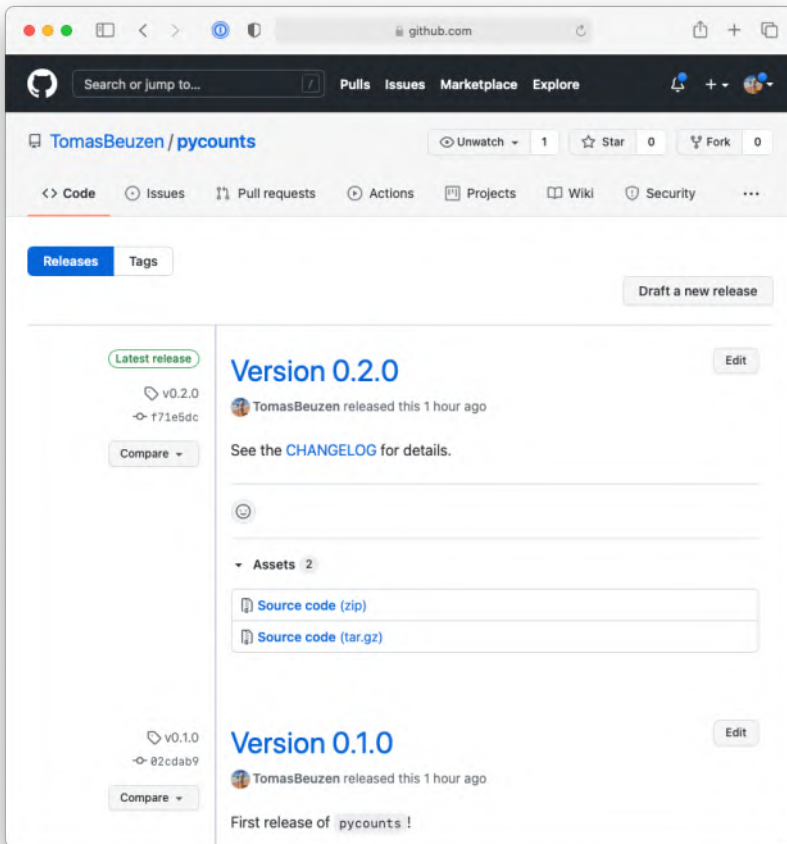 github.com
Search or jump to... / Pulls Issues Marketplace Explore
TomasBeuzen / pycounts Unwatch 1 Star 0 Fork 0
<> Code Issues Pull requests Actions Projects Wiki Security ...
Releases Tags
Draft a new release
Latest release
v0.2.0
f71e5dc
Compare
Version 0.2.0 Edit
TomasBeuzen released this 1 hour ago
See the CHANGELOG for details.
Assets 2
Source code (zip)
Source code (tar.gz)
v0.1.0
02cdab9
Compare
Version 0.1.0 Edit
TomasBeuzen released this 1 hour ago
First release of pycounts !